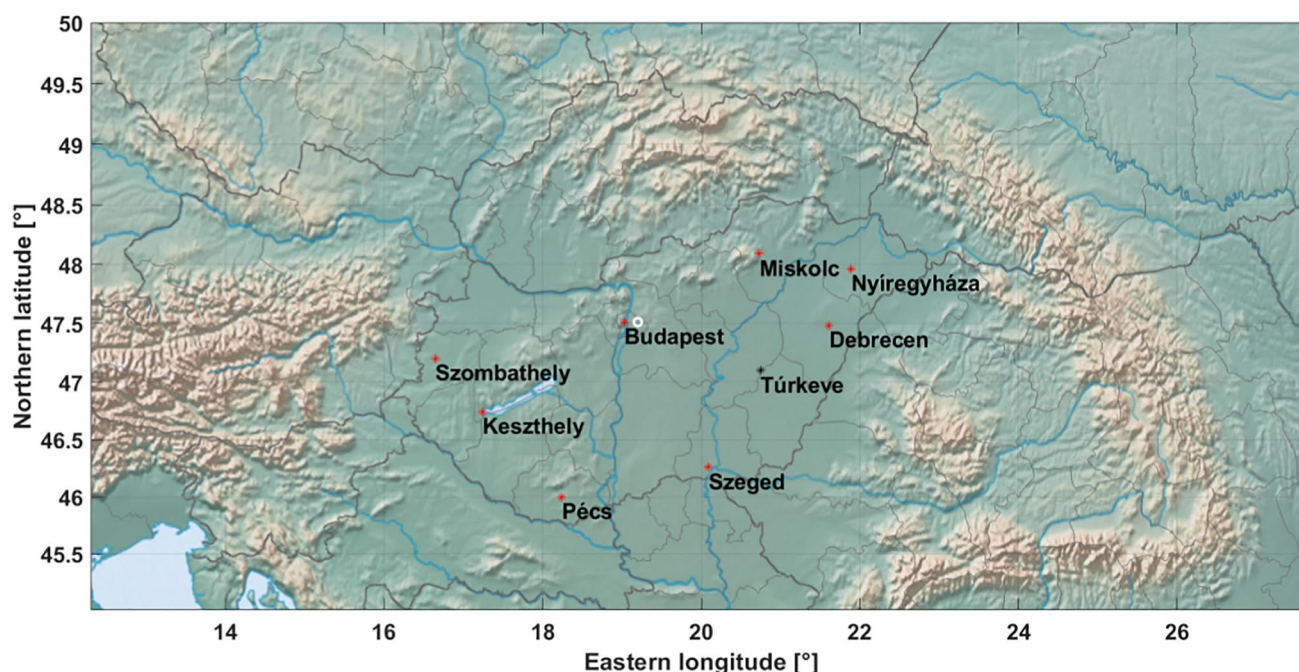 50
49.5
49
48.5
48
47.5
47
46.5
46
45.5
Northern latitude [°]
Miskolc
Nyíregyháza
Budapest
Debrecen
Szombathely
Túrkeve
Keszthely
Szeged
Pécs
14 16 18 20 22 24 26
Eastern longitude [°]